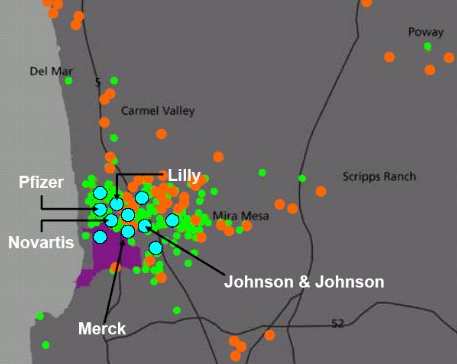 Poway
Del Mar
5
Carmel Valley
Lilly
Pfizer
Scripps Ranch
Mira Mesa
Novartis
Johnson & Johnson
Merck
52